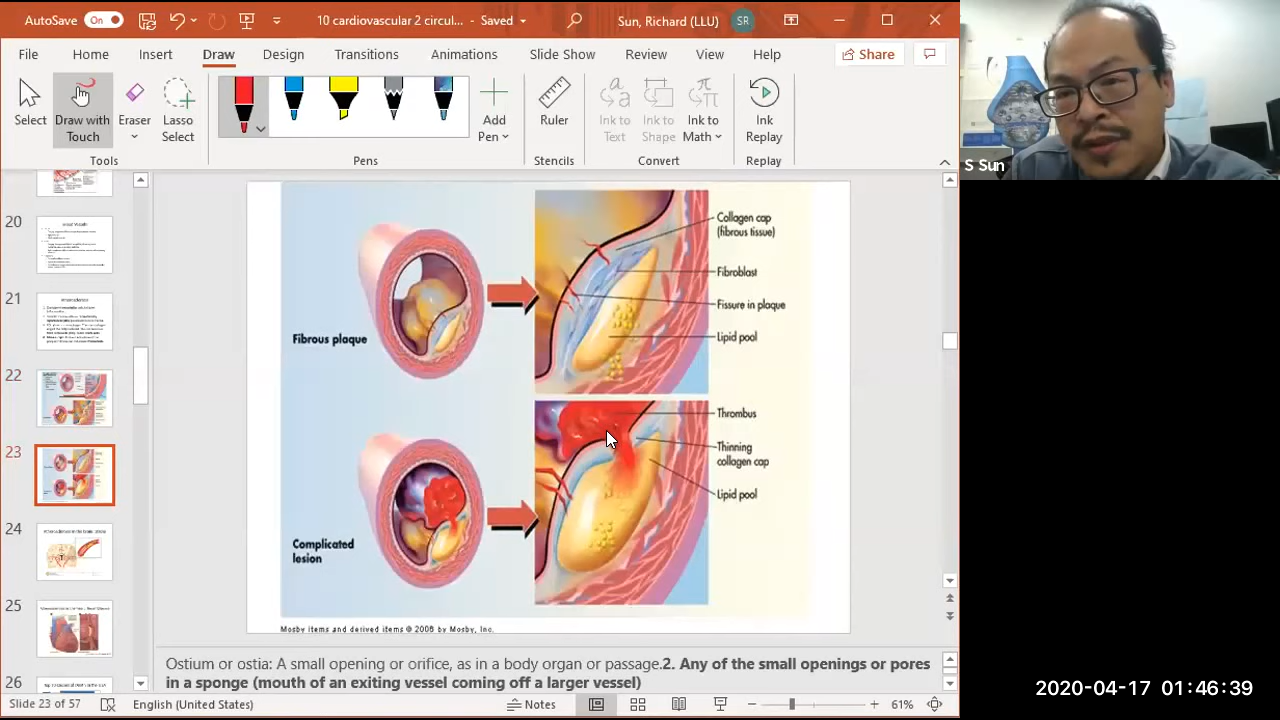 AutoSave On 10 cardiovascular 2 circul... - Saved Sun, Richard (LLU) SR
File Home Insert Draw Design Transitions Animations Slide Show Review View Help Share
Select Draw with Touch Eraser Lasso Select Add Pen Ruler Ink to Text Ink to Shape Ink to Math Ink Replay
Tools Pens Stencils Convert Replay
S Sun
20
21
22
23
24
25
26
Collagen cap
(fibrous tissue)
Fibroblast
Fissure in plaque
Lipid pool
Fibrous plaque
Thrombus
Thinning
collagen cap
Lipid pool
Complicated
lesion
Mosby items and derived items © 2006 by Mosby, Inc.
Ostium or ostia: A small opening or orifice, as in a body organ or passage.2. Any of the small openings or pores
in a sponge (mouth of an exiting vessel coming off a larger vessel)
Slide 23 of 57 English (United States) Notes 61%
2020-04-17 01:46:39